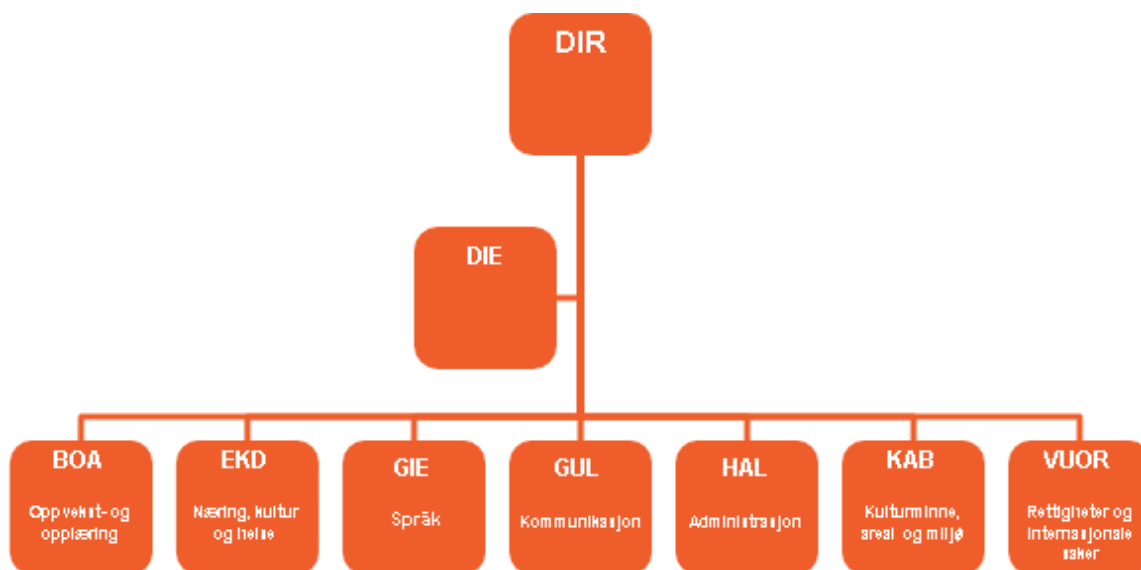 DIR
DIE
BOA
Oppvekst- og
opplæring
EKD
Næring, kultur
og helse
GIE
Språk
GUL
Kommunikasjon
HAL
Administrasjon
KAB
Kulturminne,
areal og miljø
VUOR
Rettigheter og
internasjonale
saker